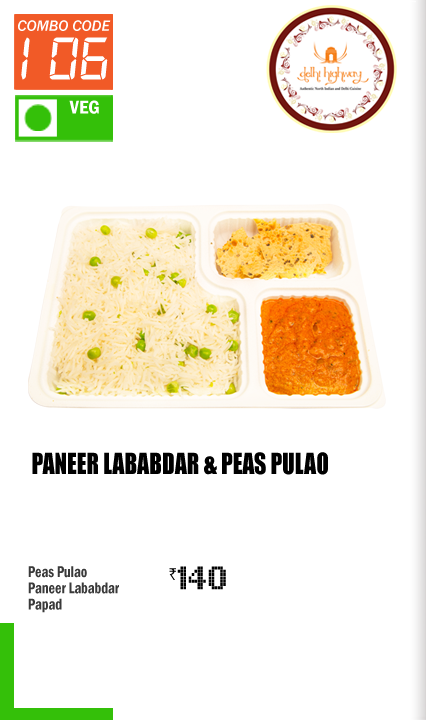 COMBO CODE
106
VEG
delhi highway
Authentic North Indian and Delhi Cuisine
PANEER LABABDAR & PEAS PULAO
Peas Pulao
Paneer Lababdar
Papad
₹140